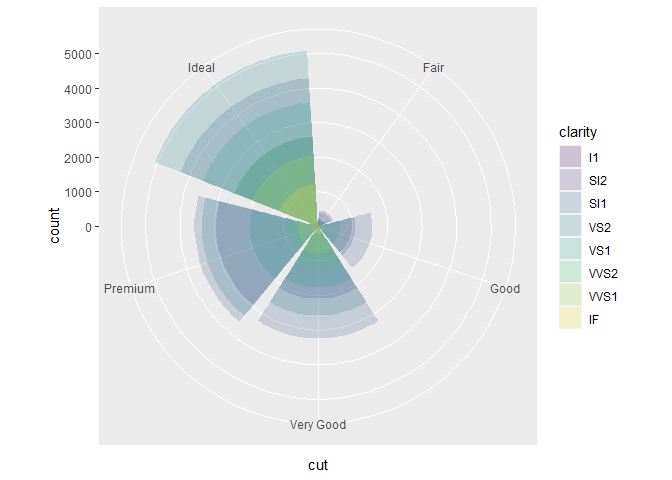 5000
4000
3000
2000
1000
0
count
Ideal
Fair
Premium
Good
Very Good
cut
clarity
I1
SI2
SI1
VS2
VS1
VVS2
VVS1
IF